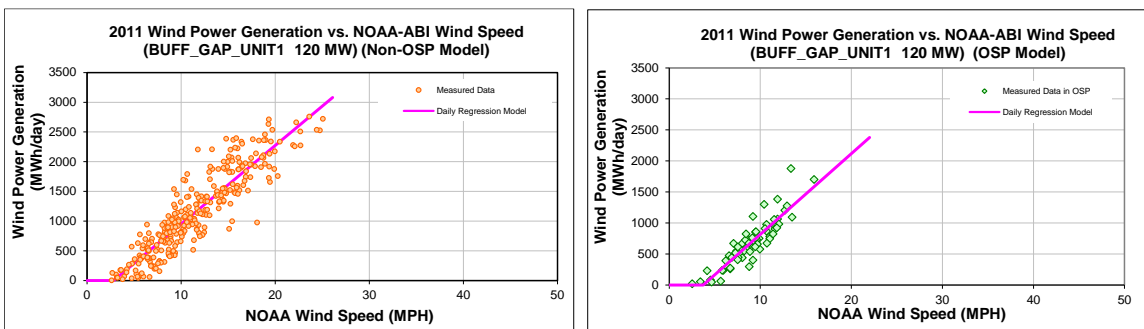 2011 Wind Power Generation vs. NOAA-ABI Wind Speed
(BUFF_GAP_UNIT1 120 MW) (Non-OSP Model)
Wind Power Generation
(MWh/day)
3500
3000
2500
2000
1500
1000
500
0
Measured Data
Daily Regression Model
0 10 20 30 40 50
NOAA Wind Speed (MPH)
2011 Wind Power Generation vs. NOAA-ABI Wind Speed
(BUFF_GAP_UNIT1 120 MW) (OSP Model)
Wind Power Generation
(MWh/day)
3500
3000
2500
2000
1500
1000
500
0
Measured Data in OSP
Daily Regression Model
0 10 20 30 40 50
NOAA Wind Speed (MPH)